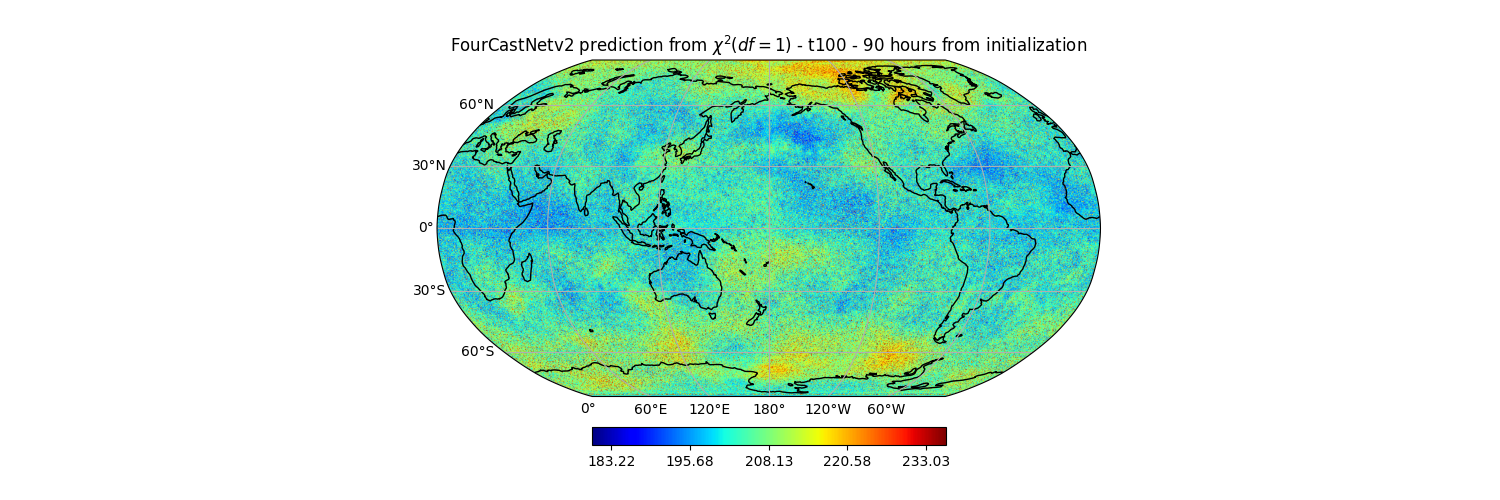 FourCastNetv2 prediction from χ²(df = 1) - t100 - 90 hours from initialization
60°N
30°N
0°
30°S
60°S
0° 60°E 120°E 180° 120°W 60°W
183.22 195.68 208.13 220.58 233.03